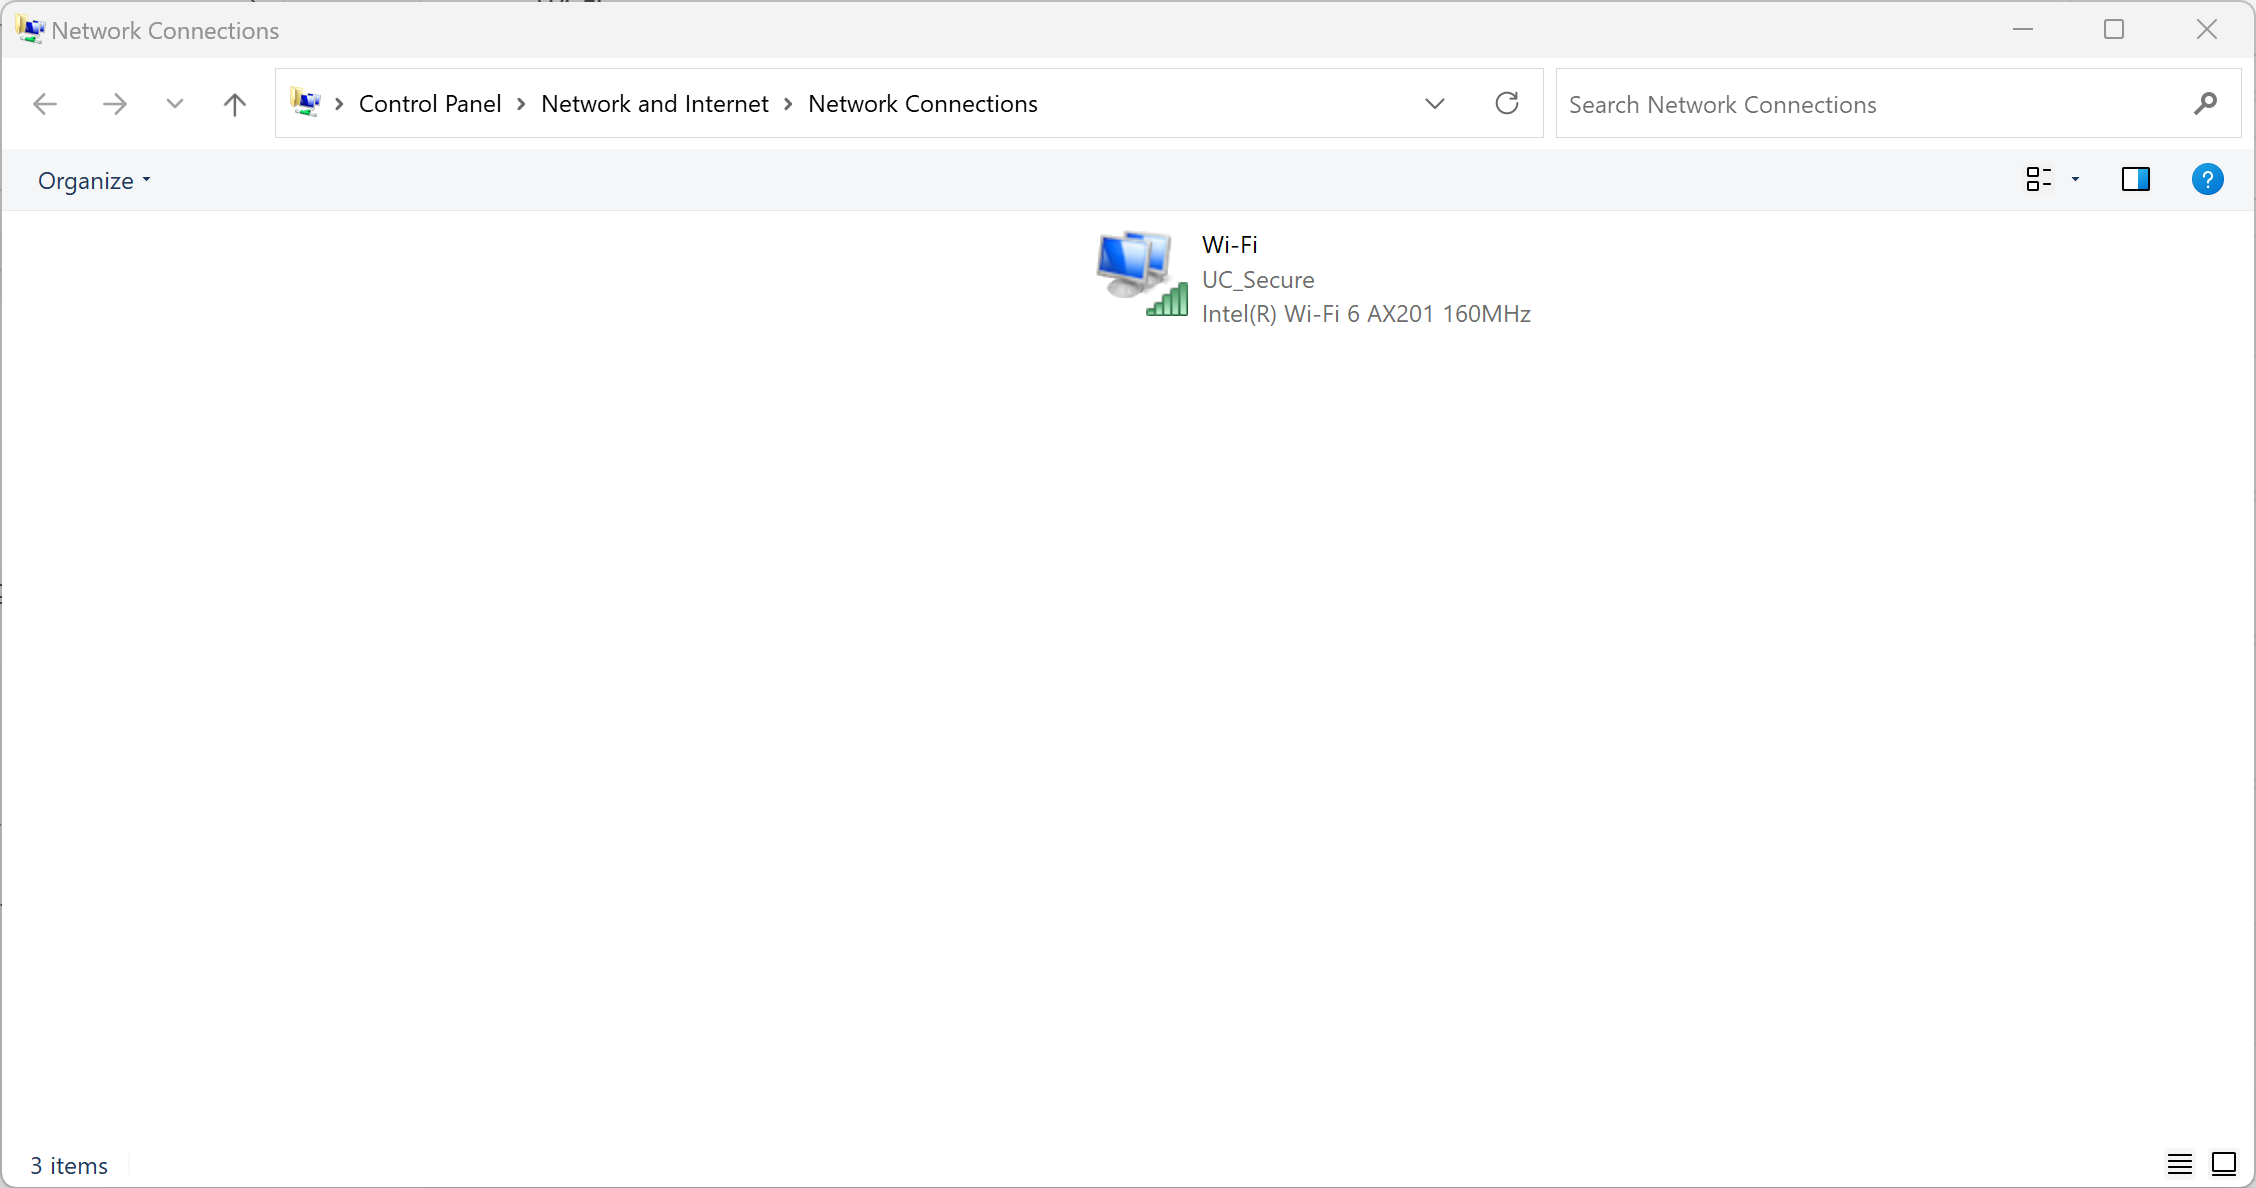 Network Connections
Control Panel > Network and Internet > Network Connections
Search Network Connections
Organize
?
Wi-Fi
UC_Secure
Intel(R) Wi-Fi 6 AX201 160MHz
3 items